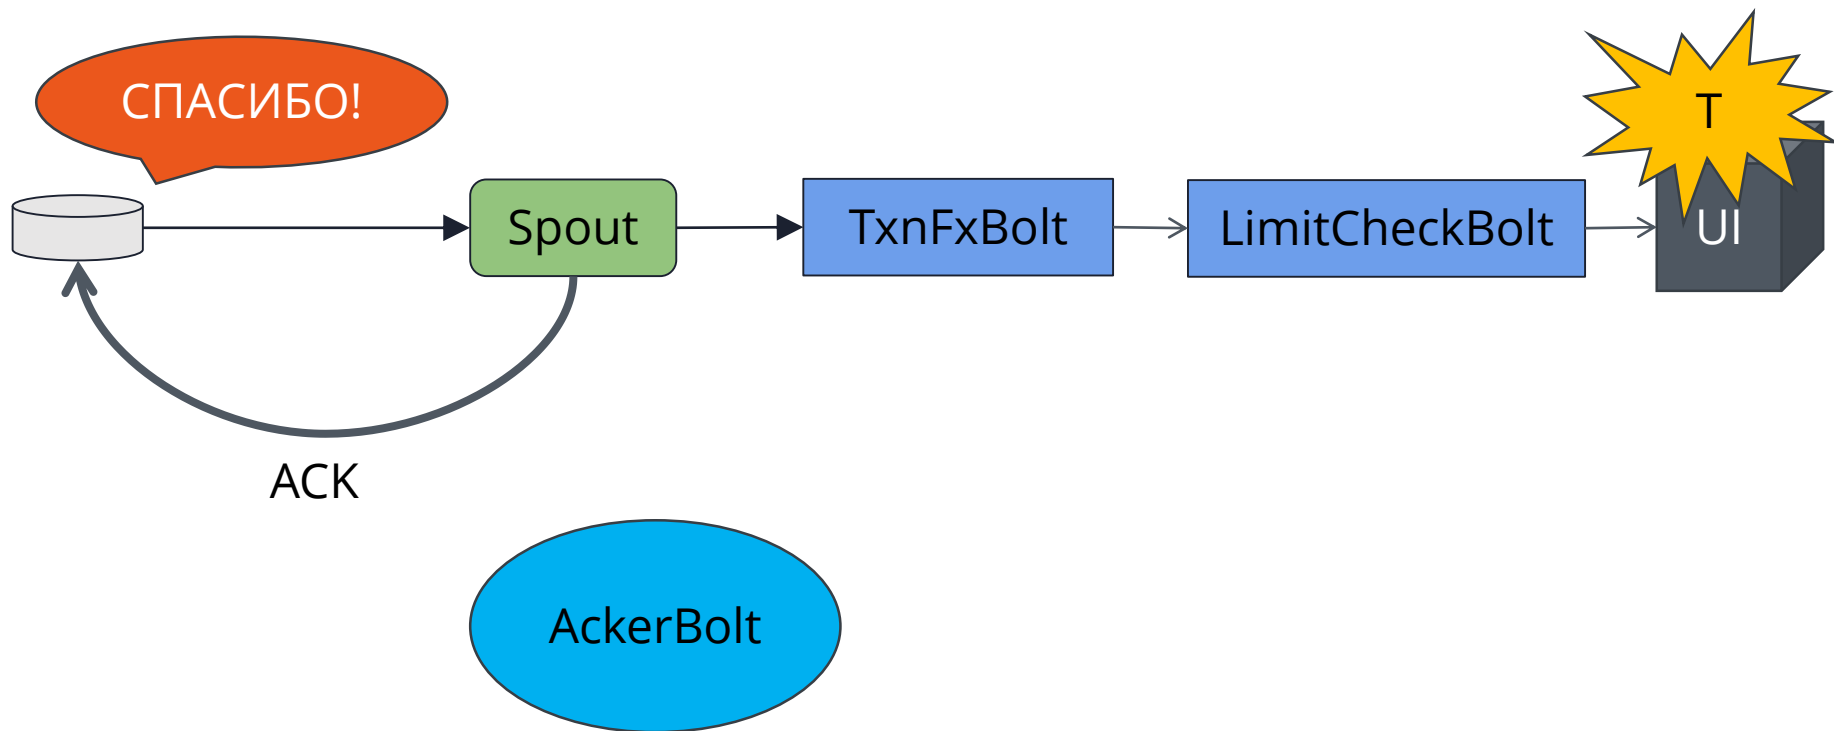 СПАСИБО!
T
Spout
TxnFxBolt
LimitCheckBolt
UI
ACK
AckerBolt